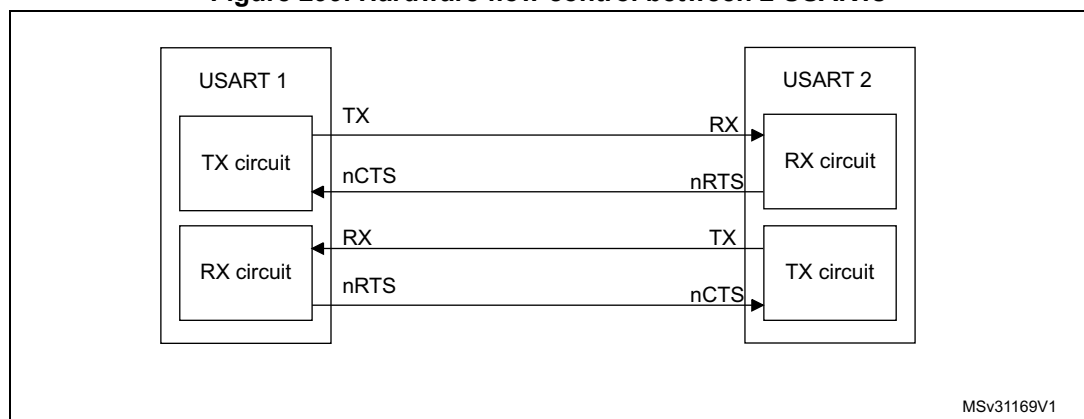 Figure Hardware flow control between 2 USARTs
USART 1
USART 2
TX
RX
TX circuit
RX circuit
nCTS
nRTS
RX
TX
RX circuit
TX circuit
nRTS
nCTS
MSv31169V1